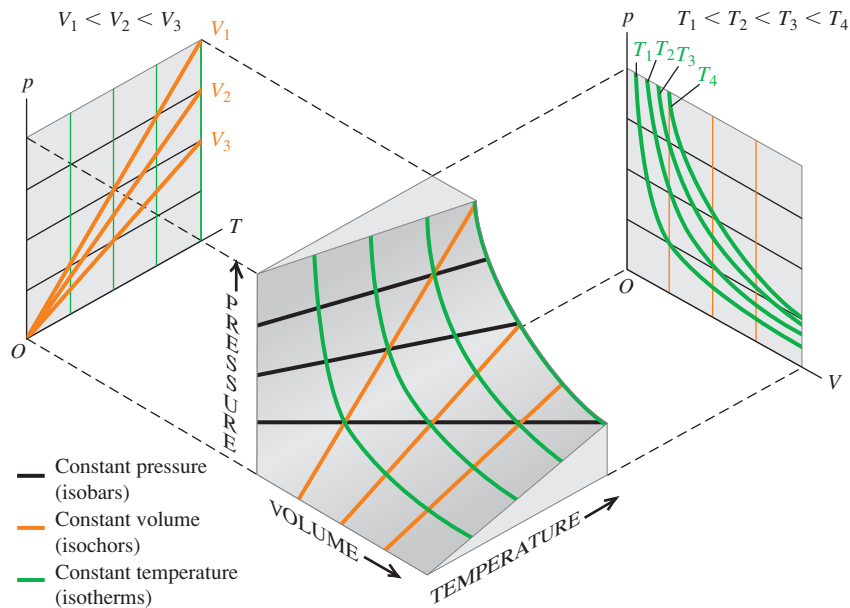 V₁ < V₂ < V₃
p
V₁
V₂
V₃
T
O
T₁ < T₂ < T₃ < T₄
p
T₁ T₂ T₃
T₄
O
V
PRESSURE
VOLUME
TEMPERATURE
Constant pressure
(isobars)
Constant volume
(isochors)
Constant temperature
(isotherms)